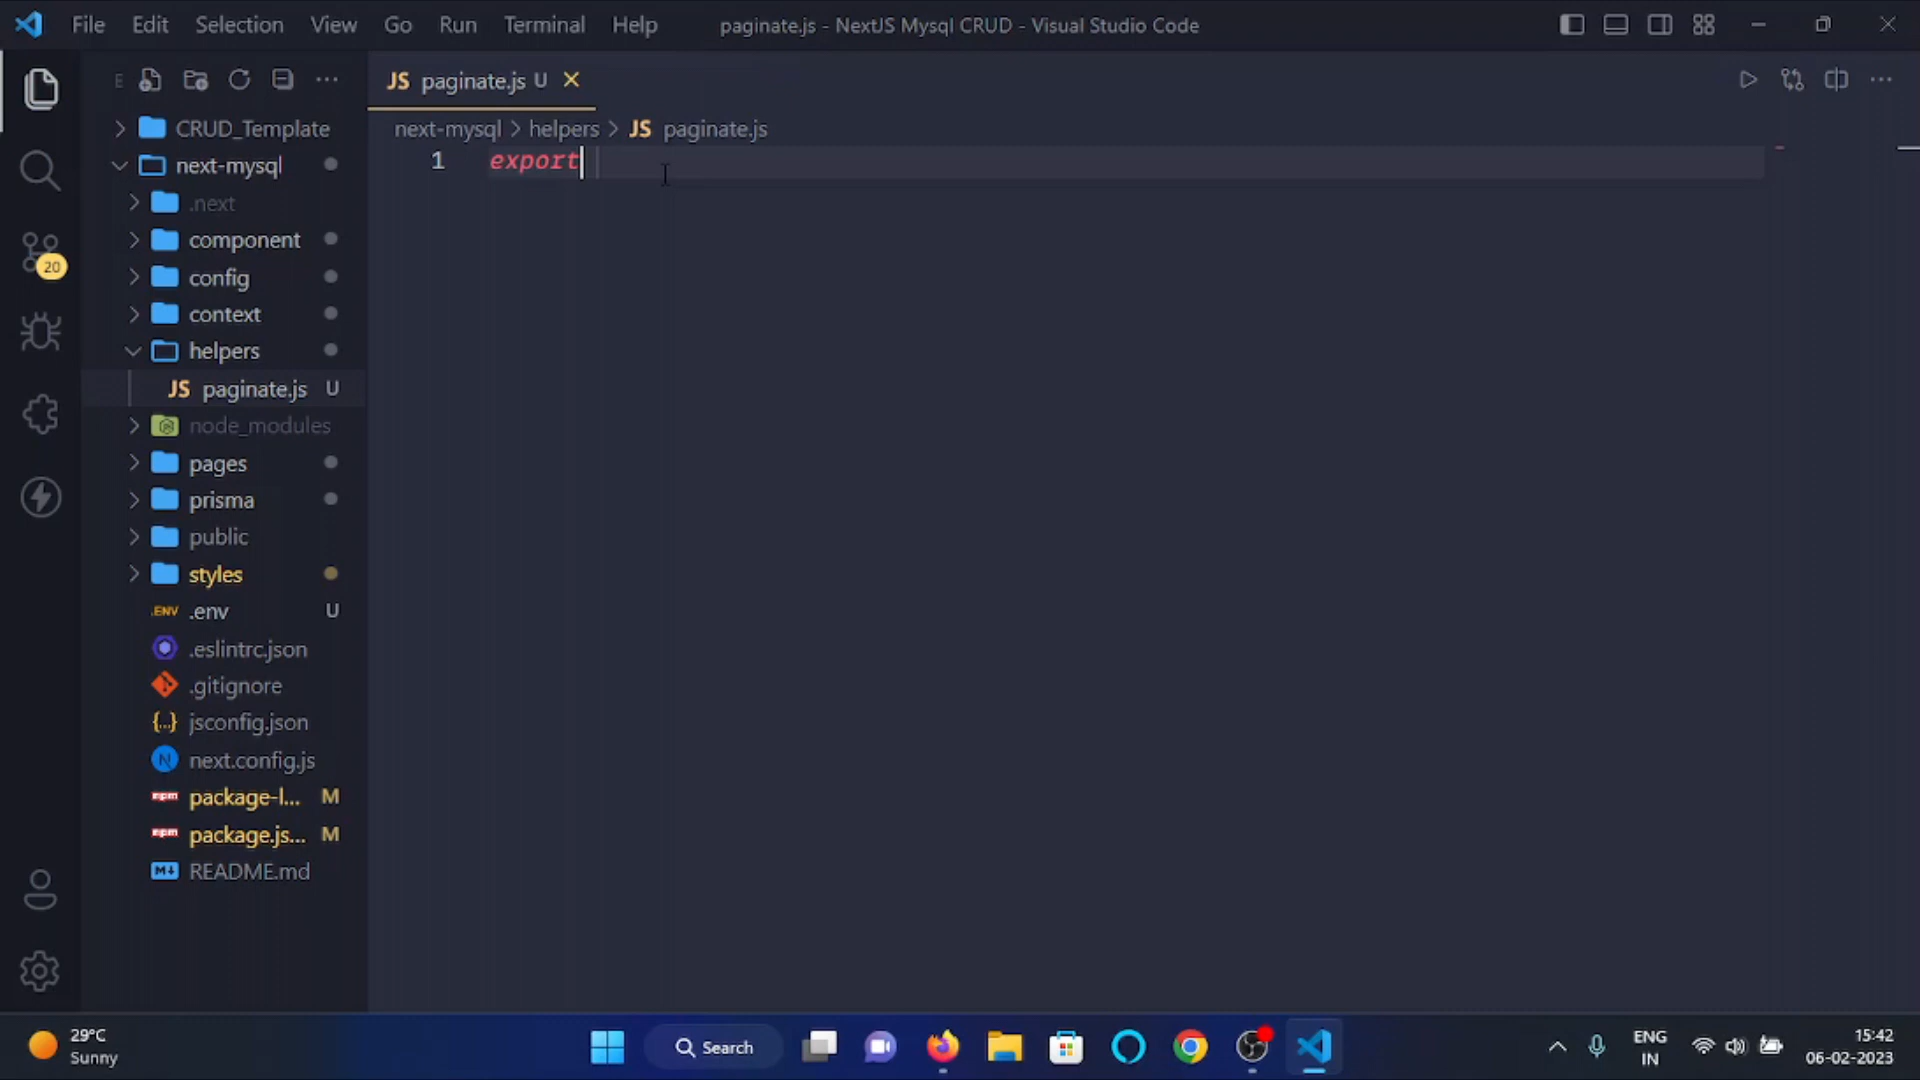 File Edit Selection View Go Run Terminal Help
paginate.js - NextJS Mysql CRUD - Visual Studio Code
E
JS paginate.js U
next-mysql > helpers > JS paginate.js
1 export
CRUD_Template
next-mysql
.next
component
config
context
helpers
JS paginate.js U
node_modules
pages
prisma
public
styles
.ENV .env U
.eslintrc.json
.gitignore
{..} jsconfig.json
N next.config.js
npm package-l... M
npm package.js... M
M README.md
20
29°C
Sunny
Search
ENG
IN
15:42
06-02-2023